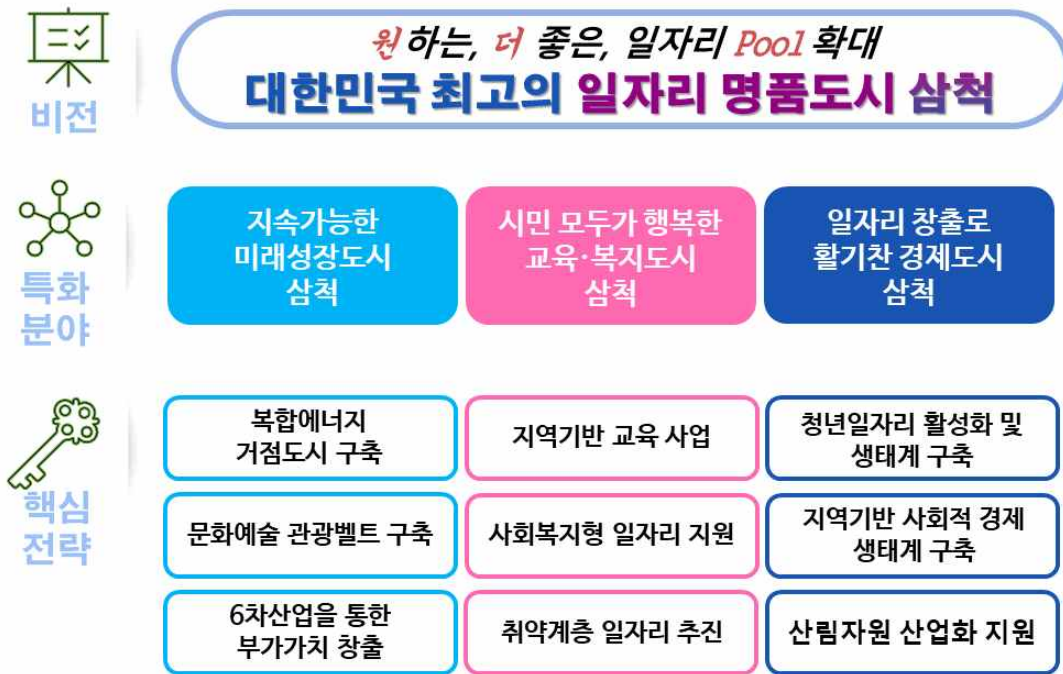 비전
원하는, 더 좋은, 일자리 Pool 확대
대한민국 최고의 일자리 명품도시 삼척
특화
분야
지속가능한
미래성장도시
삼척
시민 모두가 행복한
교육·복지도시
삼척
일자리 창출로
활기찬 경제도시
삼척
핵심
전략
복합에너지
거점도시 구축
지역기반 교육 사업
청년일자리 활성화 및
생태계 구축
문화예술 관광벨트 구축
사회복지형 일자리 지원
지역기반 사회적 경제
생태계 구축
6차산업을 통한
부가가치 창출
취약계층 일자리 추진
산림자원 산업화 지원